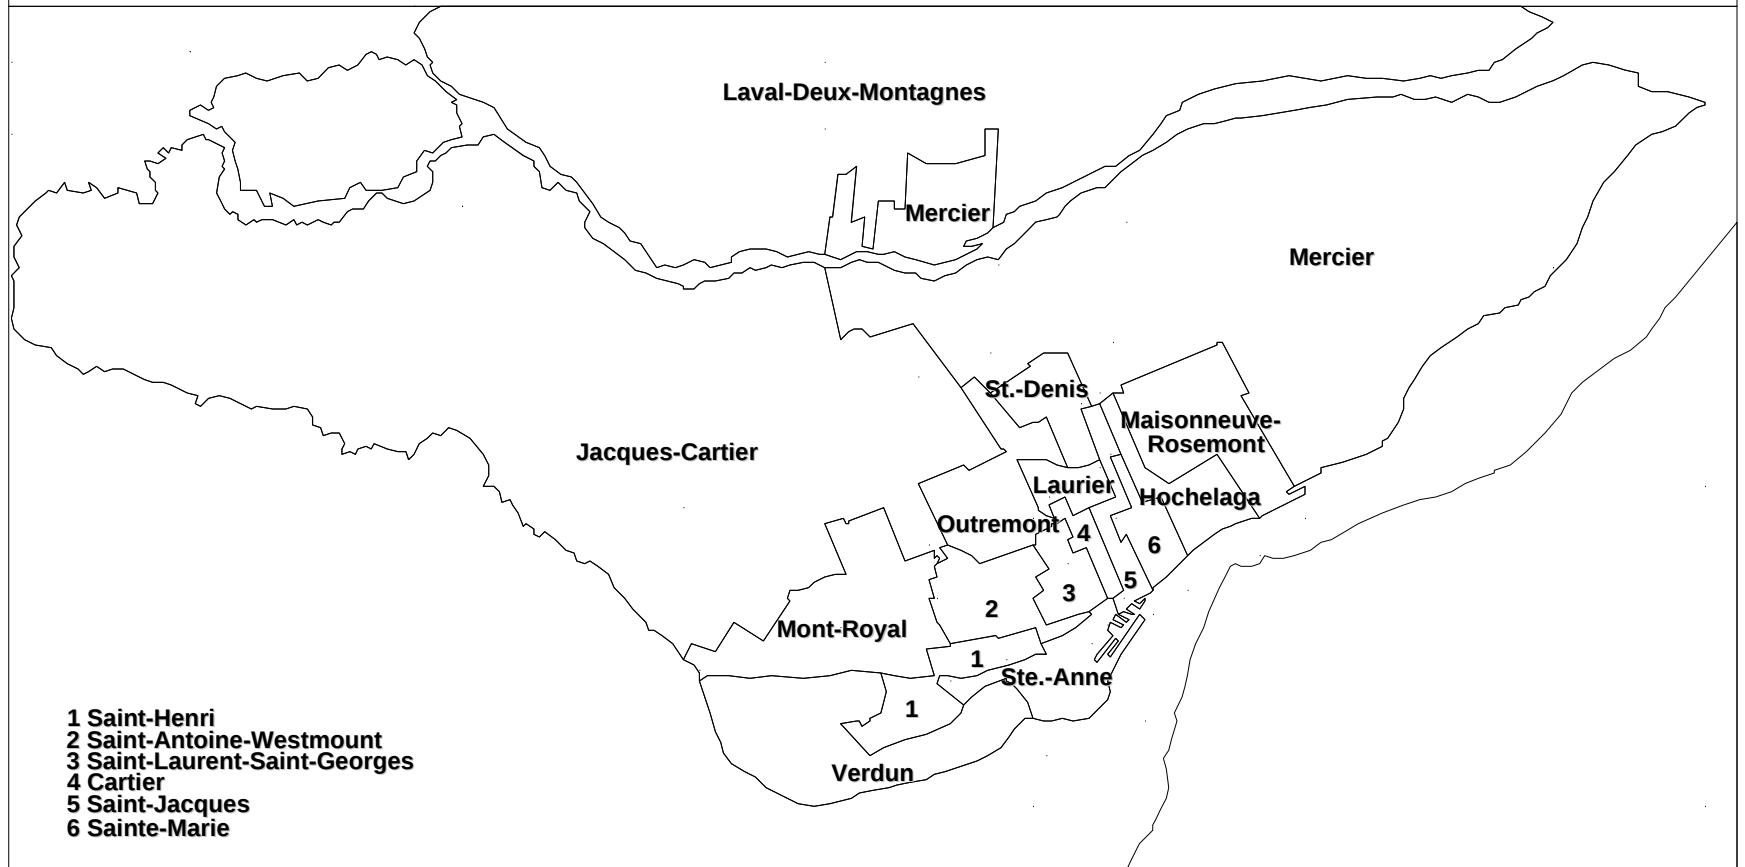 Laval-Deux-Montagnes
Mercier
Mercier
St.-Denis
Maisonneuve-
Rosemont
Jacques-Cartier
Laurier
Hochelaga
Outremont
4
6
5
3
2
Mont-Royal
1
Ste.-Anne
1
Verdun
1 Saint-Henri
2 Saint-Antoine-Westmount
3 Saint-Laurent-Saint-Georges
4 Cartier
5 Saint-Jacques
6 Sainte-Marie